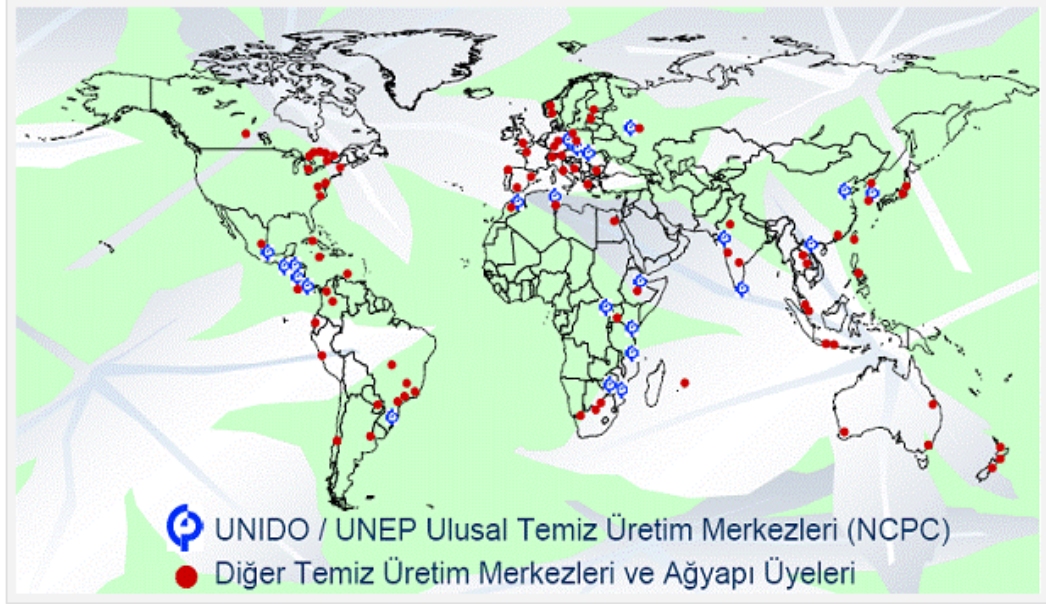 UNIDO / UNEP Ulusal Temiz Üretim Merkezleri (NCPC)
Diğer Temiz Üretim Merkezleri ve Ağyapı Üyeleri